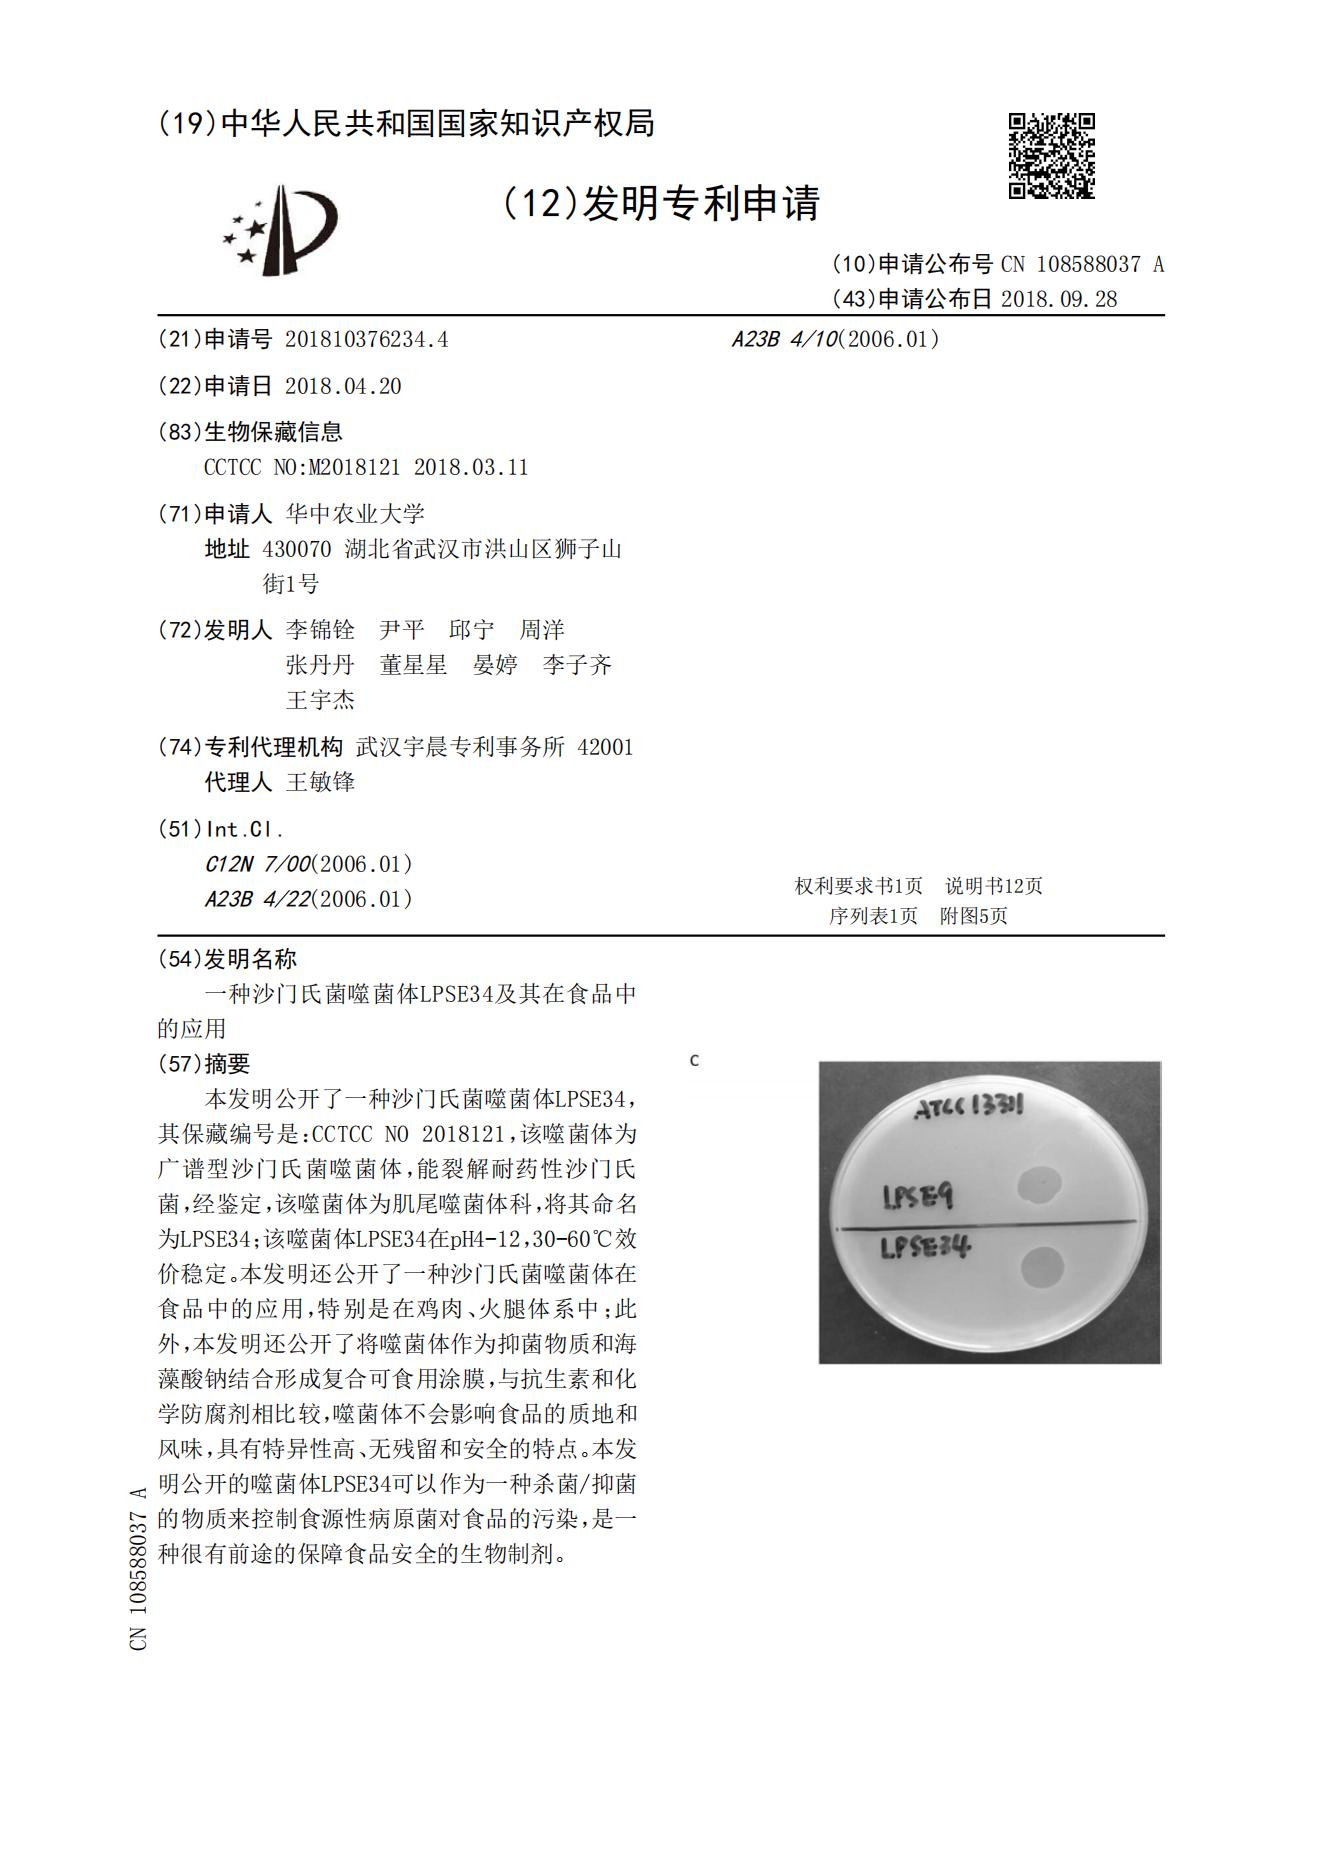 (19)中华人民共和国国家知识产权局
(12)发明专利申请
(10)申请公布号 CN 108588037 A
(43)申请公布日 2018.09.28
(21)申请号 201810376234.4
(22)申请日 2018.04.20
(83)生物保藏信息
CCTCC NO:M2018121 2018.03.11
(71)申请人 华中农业大学
地址 430070 湖北省武汉市洪山区狮子山
街1号
(72)发明人 李锦铨 尹平 邱宁 周洋
张丹丹 董星星 晏婷 李子齐
王宇杰
(74)专利代理机构 武汉宇晨专利事务所 42001
代理人 王敏锋
(51)Int.Cl.
C12N 7/00(2006.01)
A23B 4/22(2006.01)
A23B 4/10(2006.01)
权利要求书1页 说明书12页
序列表1页 附图5页
(54)发明名称
一种沙门氏菌噬菌体LPSE34及其在食品中
的应用
(57)摘要
本发明公开了一种沙门氏菌噬菌体LPSE34,
其保藏编号是:CCTCC NO 2018121,该噬菌体为
广谱型沙门氏菌噬菌体,能裂解耐药性沙门氏
菌,经鉴定,该噬菌体为肌尾噬菌体科,将其命名
为LPSE34;该噬菌体LPSE34在pH4-12,30-60℃效
价稳定。本发明还公开了一种沙门氏菌噬菌体在
食品中的应用,特别是在鸡肉、火腿体系中;此
外,本发明还公开了将噬菌体作为抑菌物质和海
藻酸钠结合形成复合可食用涂膜,与抗生素和化
学防腐剂相比较,噬菌体不会影响食品的质地和
风味,具有特异性高、无残留和安全的特点。本发
明公开的噬菌体LPSE34可以作为一种杀菌/抑菌
的物质来控制食源性病原菌对食品的污染,是一
种很有前途的保障食品安全的生物制剂。
C
ATCC 13311
LPSE9
LPSE34
CN 108588037 A